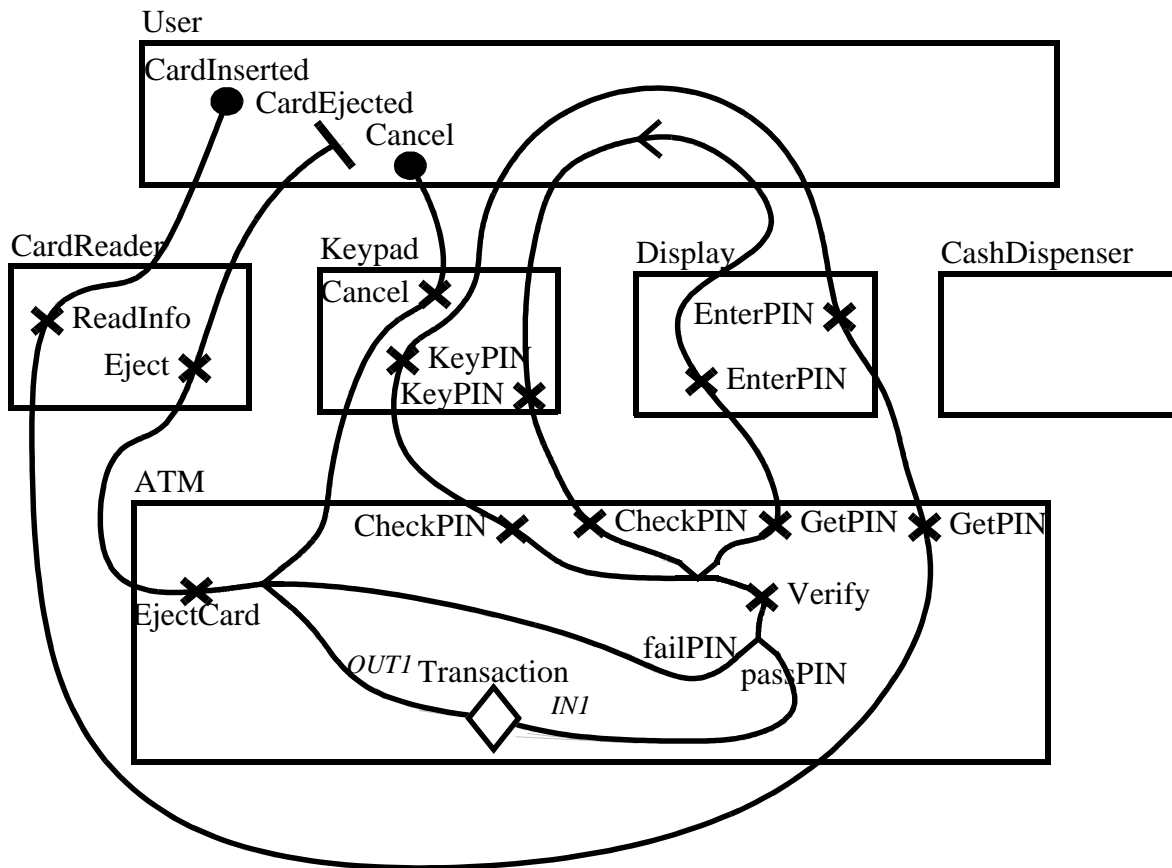 User
CardInserted
CardEjected
Cancel
CardReader
Keypad
Display
CashDispenser
Cancel
ReadInfo
EnterPIN
Eject
KeyPIN
EnterPIN
KeyPIN
ATM
CheckPIN
CheckPIN
GetPIN
GetPIN
Verify
EjectCard
failPIN
OUT1
Transaction
passPIN
IN1